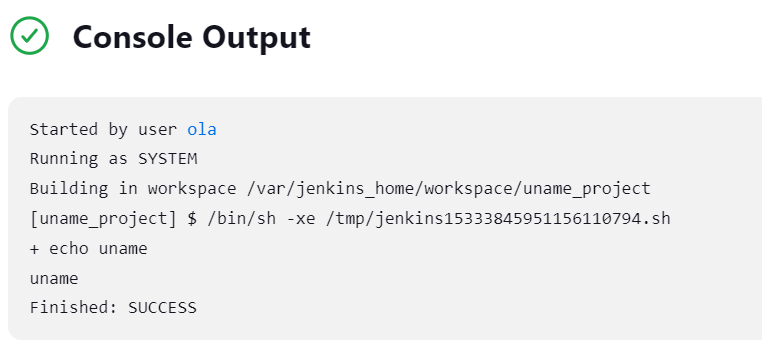 Console Output
Started by user ola
Running as SYSTEM
Building in workspace /var/jenkins_home/workspace/uname_project
[uname_project] $ /bin/sh -xe /tmp/jenkins15333845951156110794.sh
+ echo uname
uname
Finished: SUCCESS